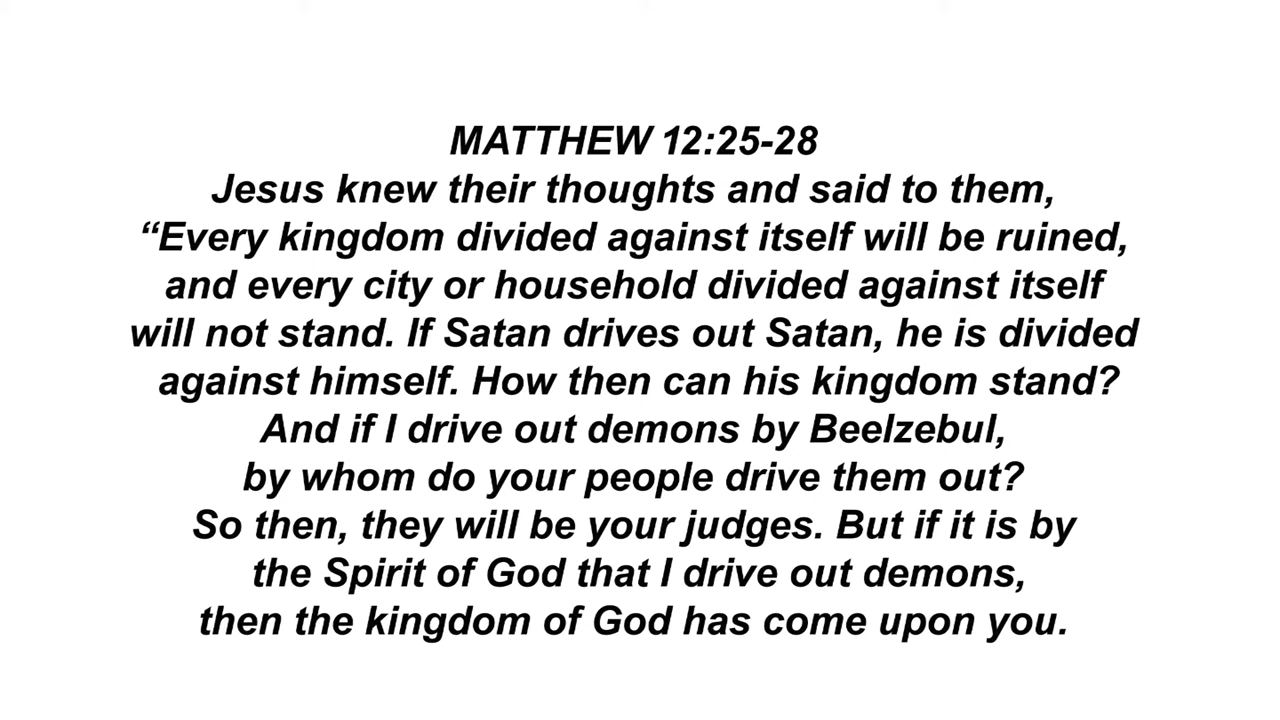 MATTHEW 12:25-28
Jesus knew their thoughts and said to them,
“Every kingdom divided against itself will be ruined,
and every city or household divided against itself
will not stand. If Satan drives out Satan, he is divided
against himself. How then can his kingdom stand?
And if I drive out demons by Beelzebul,
by whom do your people drive them out?
So then, they will be your judges. But if it is by
the Spirit of God that I drive out demons,
then the kingdom of God has come upon you.